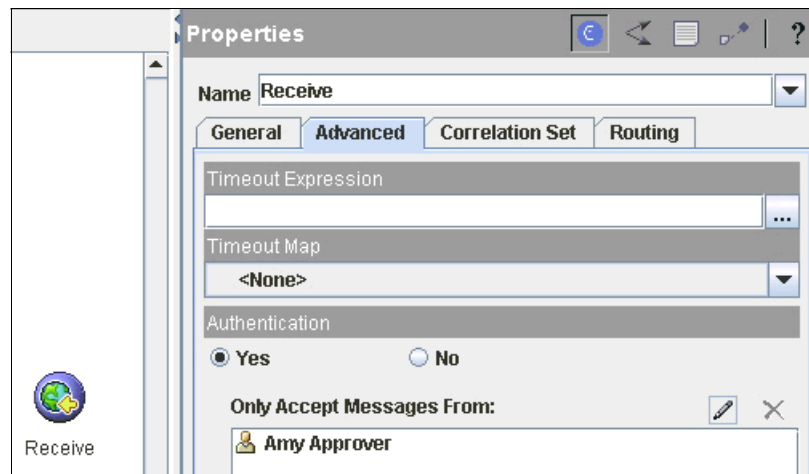 Properties
?
Name Receive
General Advanced Correlation Set Routing
Timeout Expression
...
Timeout Map
<None>
Authentication
Yes No
Only Accept Messages From:
Amy Approver
Receive